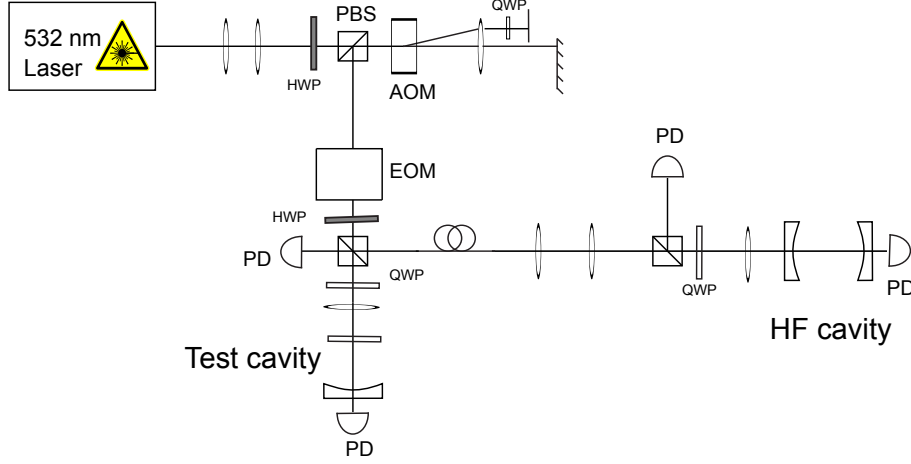 QWP
PBS
532 nm
Laser
HWP
AOM
PD
EOM
HWP
PD
QWP
QWP
PD
HF cavity
Test cavity
PD